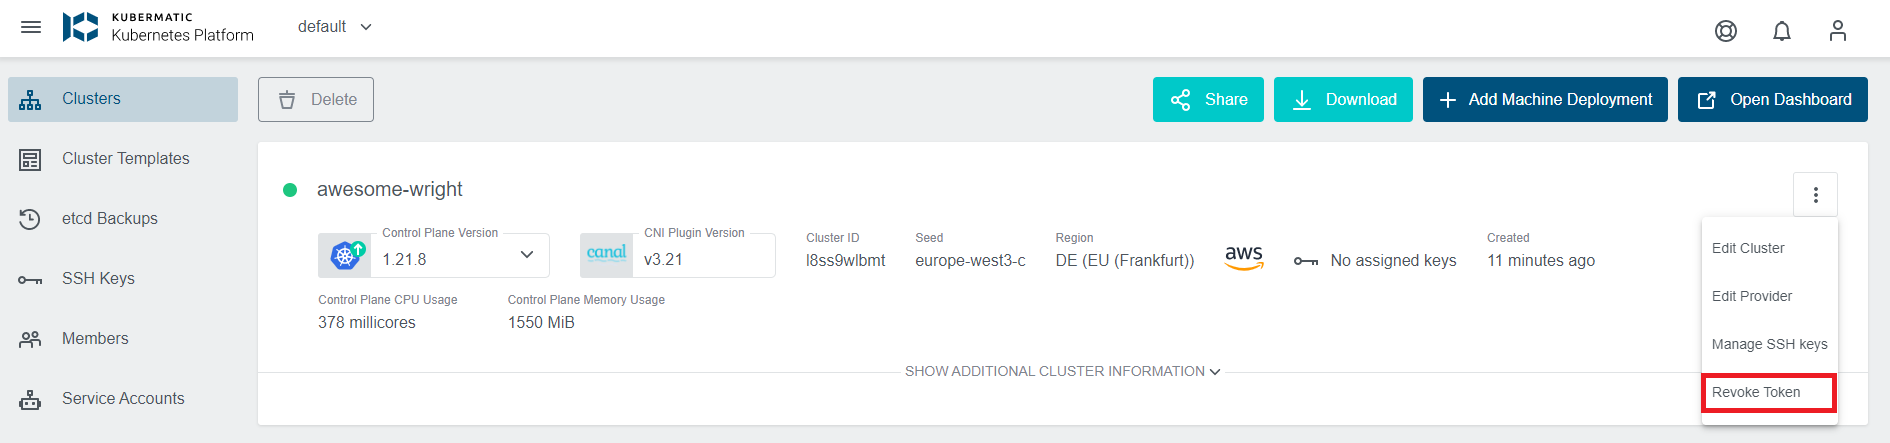 KUBERMATIC
Kubernetes Platform
default
Clusters
Cluster Templates
etcd Backups
SSH Keys
Members
Service Accounts
Delete
Share
Download
Add Machine Deployment
Open Dashboard
awesome-wright
Control Plane Version
1.21.8
canal
CNI Plugin Version
v3.21
Cluster ID
l8ss9wlbmt
Seed
europe-west3-c
Region
DE (EU (Frankfurt))
aws
No assigned keys
Created
11 minutes ago
Control Plane CPU Usage
378 millicores
Control Plane Memory Usage
1550 MiB
SHOW ADDITIONAL CLUSTER INFORMATION
Edit Cluster
Edit Provider
Manage SSH keys
Revoke Token